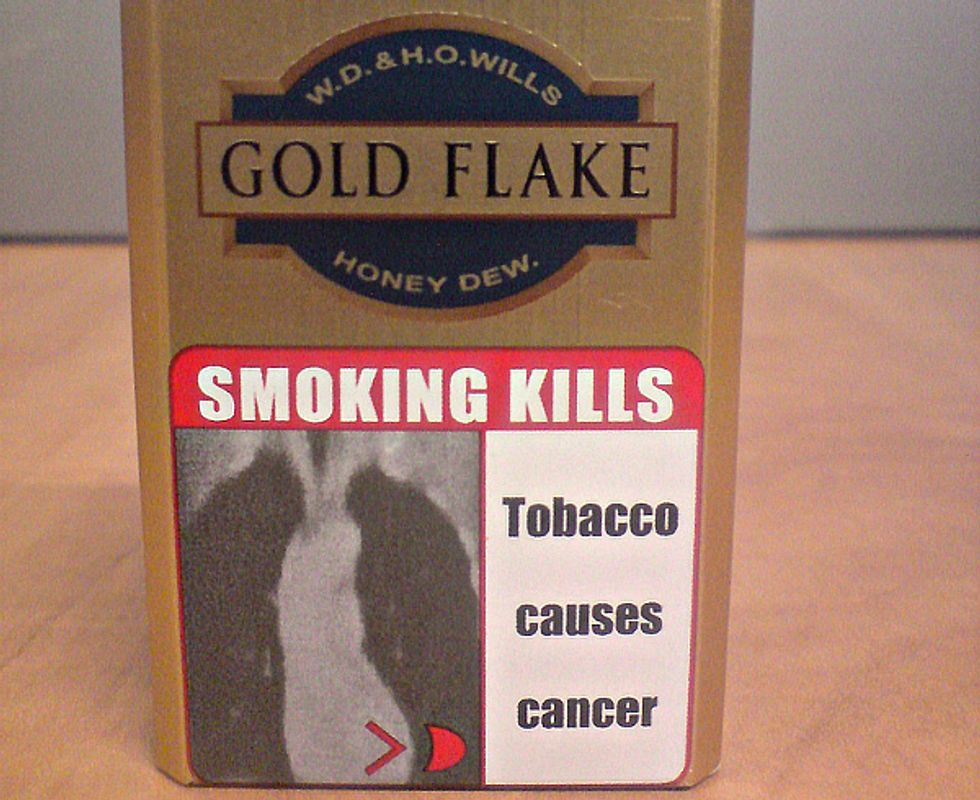 W.D.&H.O.WILLS
GOLD FLAKE
HONEY DEW.
SMOKING KILLS
Tobacco
causes
cancer